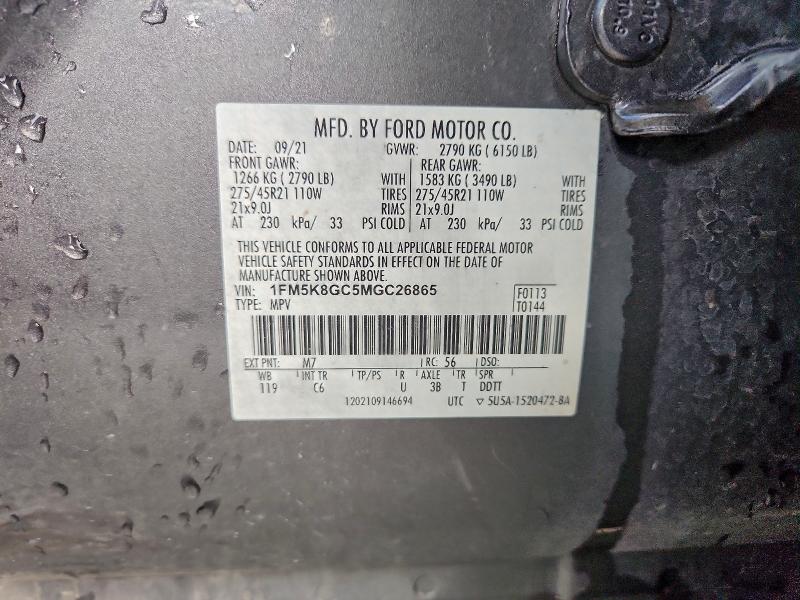 MFD. BY FORD MOTOR CO.
DATE: 09/21 GVWR: 2790 KG ( 6150 LB)
FRONT GAWR: REAR GAWR:
1266 KG ( 2790 LB) WITH 1583 KG ( 3490 LB) WITH
275/45R21 110W TIRES 275/45R21 110W TIRES
21x9.0J RIMS 21x9.0J RIMS
AT 230 kPa/ 33 PSI COLD AT 230 kPa/ 33 PSI COLD
THIS VEHICLE CONFORMS TO ALL APPLICABLE FEDERAL MOTOR
VEHICLE SAFETY STANDARDS IN EFFECT ON THE DATE OF
MANUFACTURE SHOWN ABOVE.
VIN: 1FM5K8GC5MGC26865 F0113
TYPE: MPV T0144
EXT PNT: M7 RC: 56 DSO:
WB INT TR TP/PS R AXLE TR SPR
119 C6 U 3B T DDTT
1202109146694 UTC ▽ 5U5A-1520472-BA